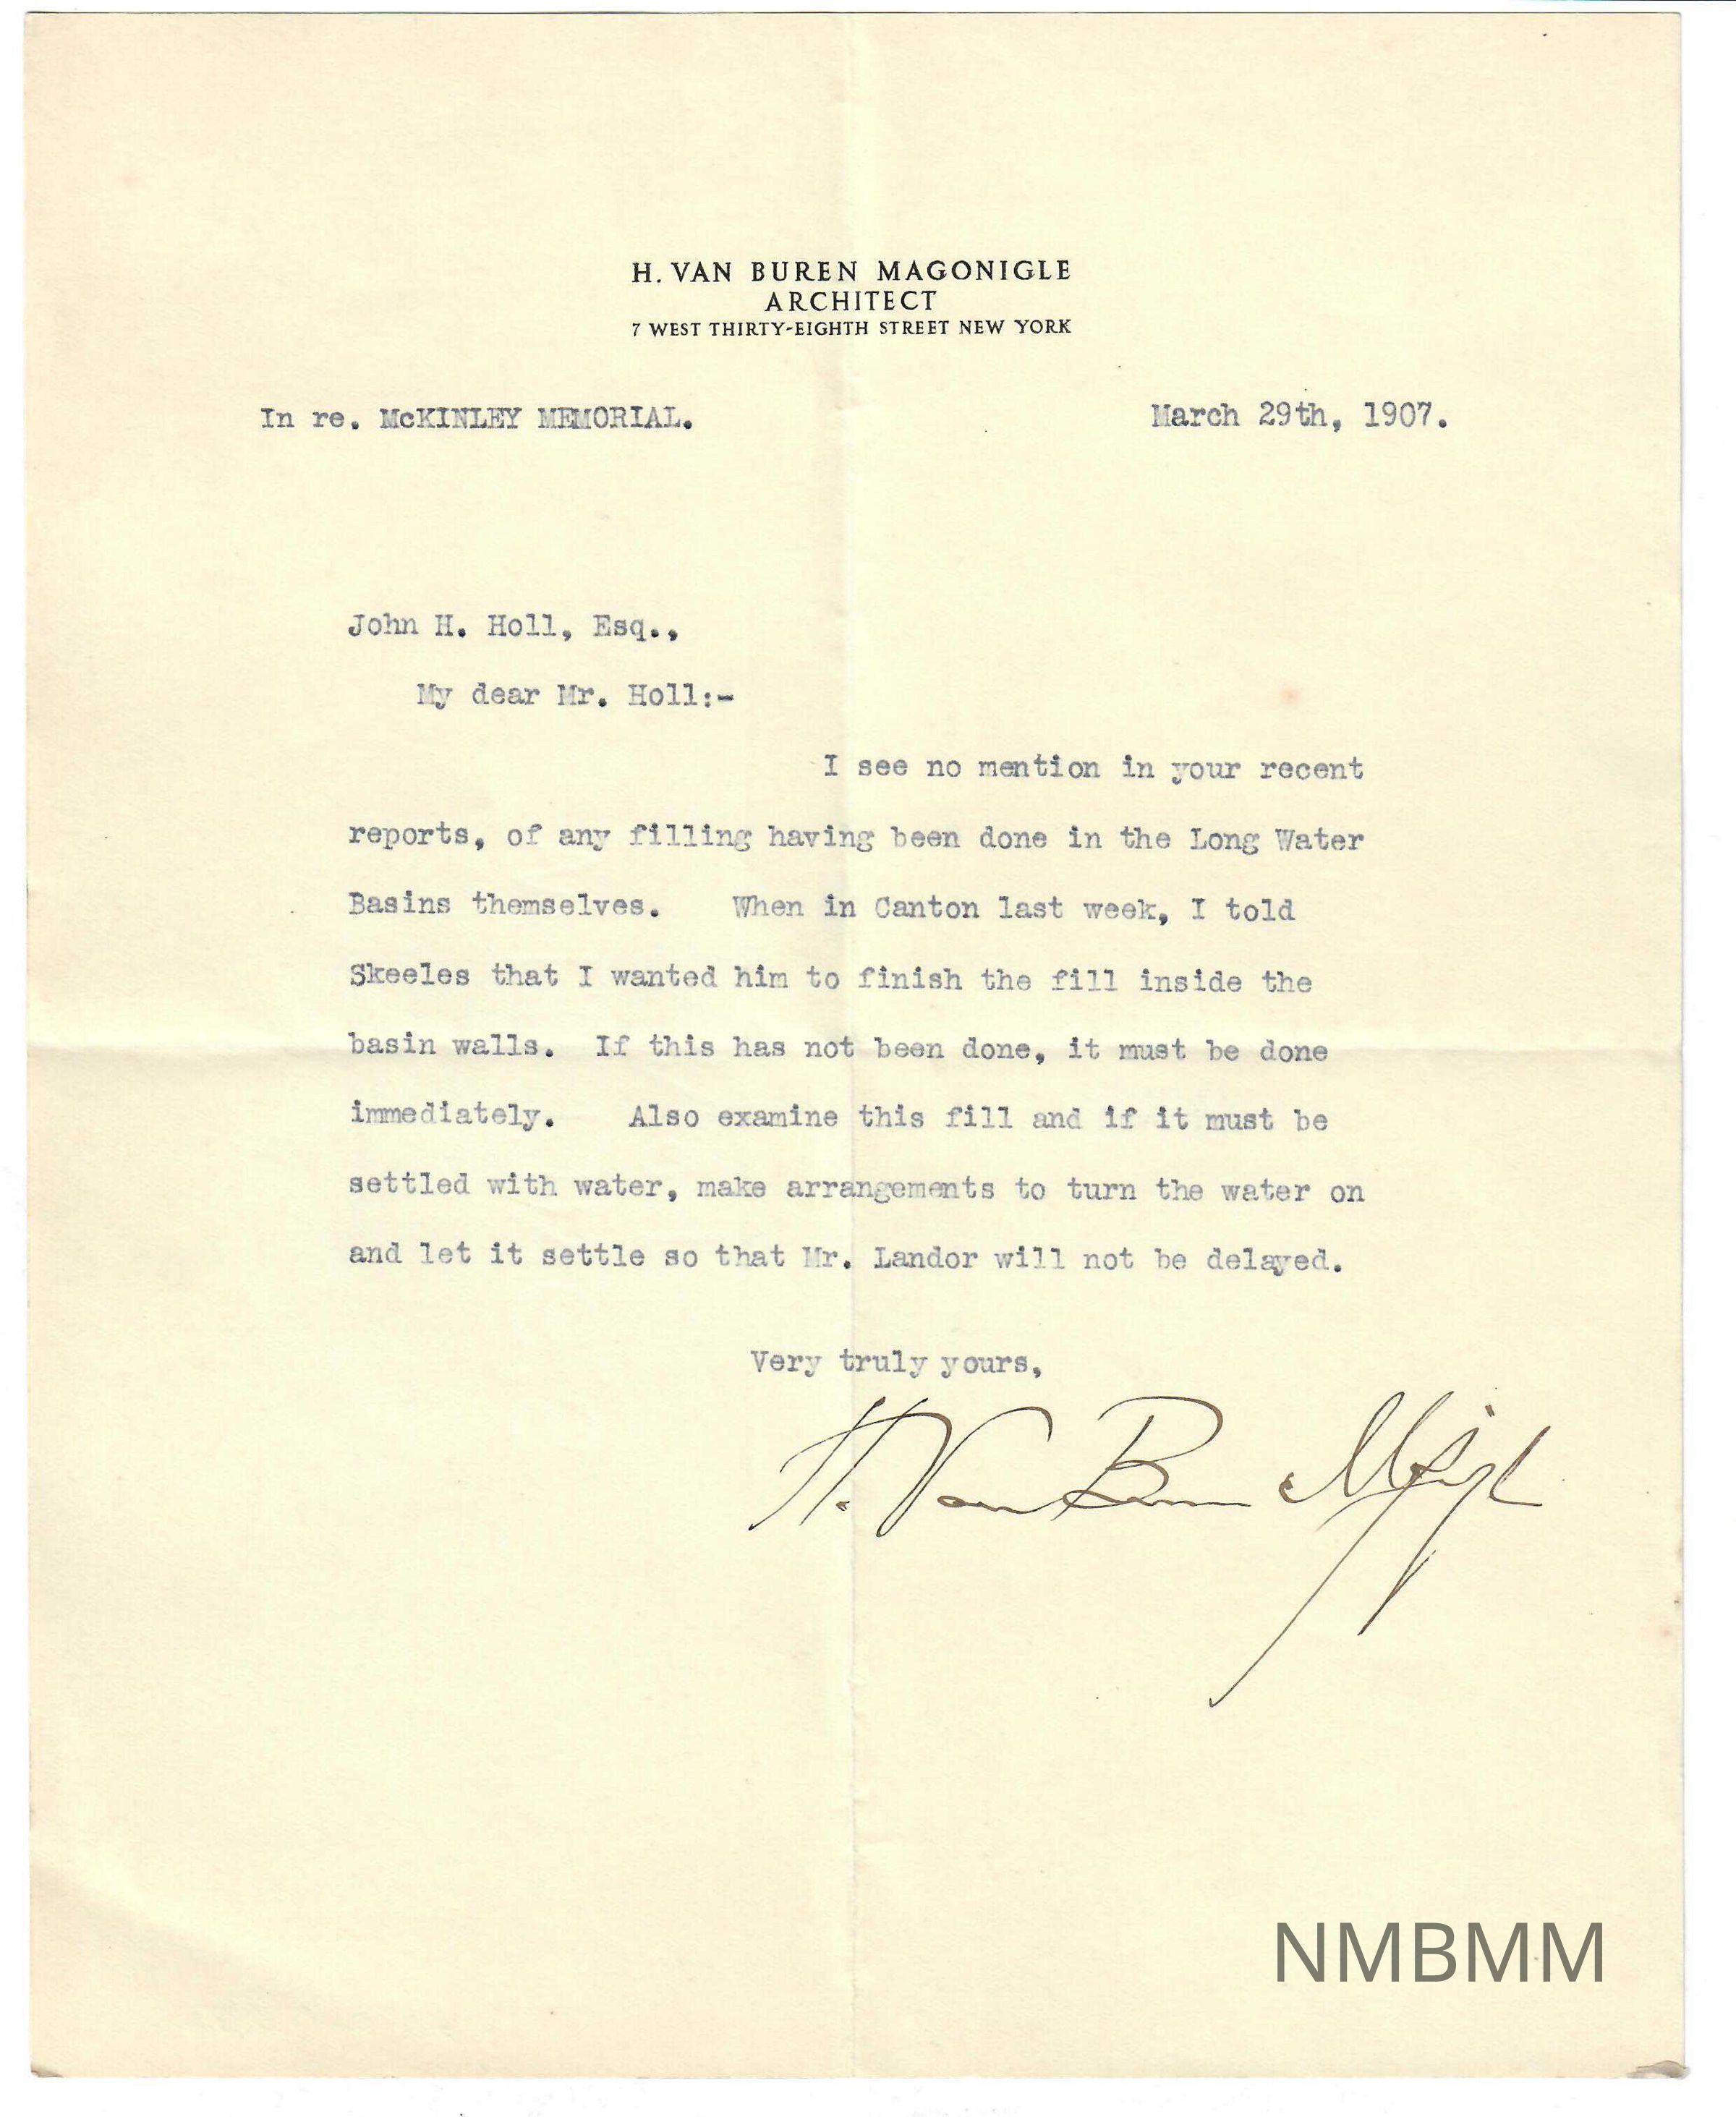 H. VAN BUREN MAGONIGLE
ARCHITECT
7 WEST THIRTY-EIGHTH STREET NEW YORK
In re. McKINLEY MEMORIAL. March 29th, 1907.
John H. Holl, Esq.,
My dear Mr. Holl:-
I see no mention in your recent
reports, of any filling having been done in the Long Water
Basins themselves. When in Canton last week, I told
Skeeles that I wanted him to finish the fill inside the
basin walls. If this has not been done, it must be done
immediately. Also examine this fill and if it must be
settled with water, make arrangements to turn the water on
and let it settle so that Mr. Landor will not be delayed.
Very truly yours,
H. Van Buren Magonigle
NMBMM